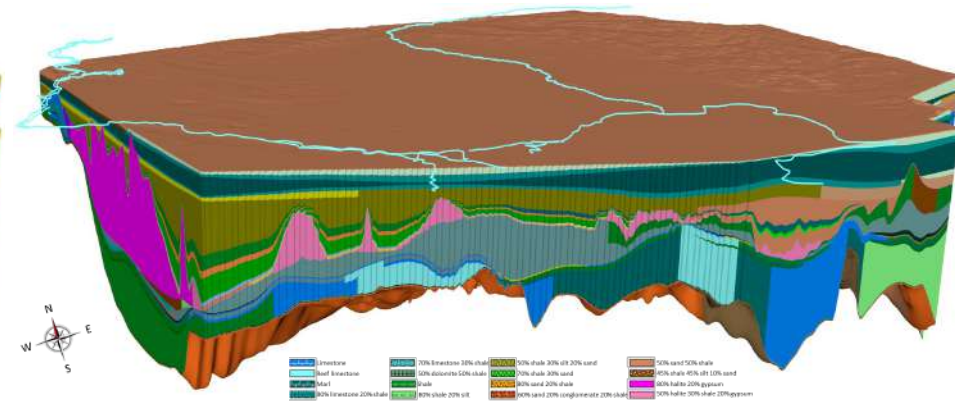 N
W E
S
Limestone
Reef limestone
Marl
80% limestone 20% shale
70% limestone 30% shale
50% dolomite 50% shale
Shale
80% shale 20% silt
50% shale 30% silt 20% sand
70% shale 30% sand
80% sand 20% shale
60% sand 20% conglomerate 20% shale
50% sand 50% shale
45% shale 45% silt 10% sand
80% halite 20% gypsum
50% halite 30% shale 20% gypsum